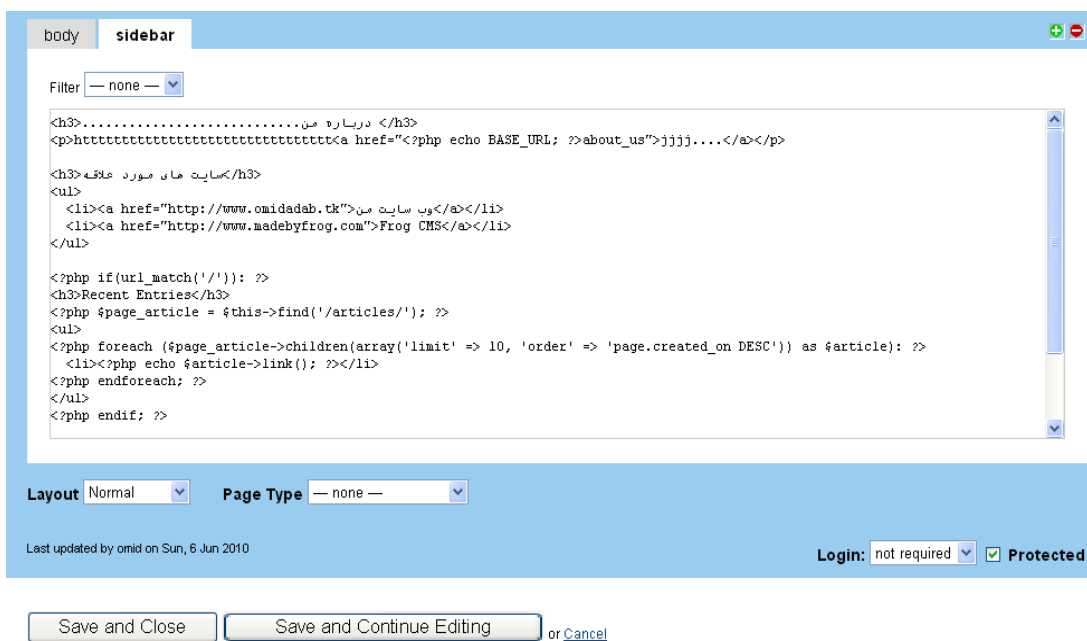 body sidebar
Filter — none —
<h3>درباره من............................</h3>
<p>httttttttttttttttttttttttttttttttt<a href="<?php echo BASE_URL; ?>about_us">jjjj....</a></p>
<h3>سایت های مورد علاقه</h3>
<ul>
<li><a href="http://www.omidadab.tk">وب سایت من</a></li>
<li><a href="http://www.madebyfrog.com">Frog CMS</a></li>
</ul>
<?php if(url_match('/')): ?>
<h3>Recent Entries</h3>
<?php $page_article = $this->find('/articles/'); ?>
<ul>
<?php foreach ($page_article->children(array('limit' => 10, 'order' => 'page.created_on DESC')) as $article): ?>
<li><?php echo $article->link(); ?></li>
<?php endforeach; ?>
</ul>
<?php endif; ?>
Layout Normal Page Type — none —
Last updated by omid on Sun, 6 Jun 2010
Login: not required Protected
Save and Close Save and Continue Editing or Cancel